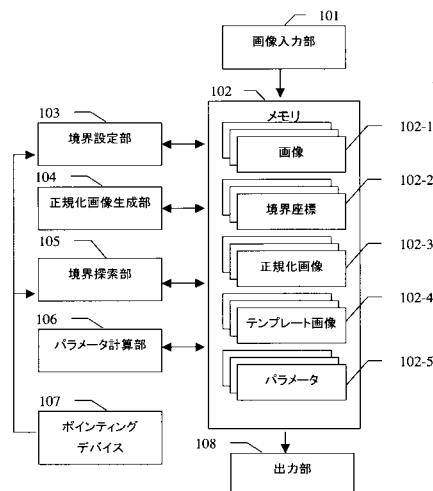 101
画像入力部
102
メモリ
画像
102-1
境界座標
102-2
正規化画像
102-3
テンプレート画像
102-4
パラメータ
102-5
103
境界設定部
104
正規化画像生成部
105
境界探索部
106
パラメータ計算部
107
ポインティング
デバイス
108
出力部